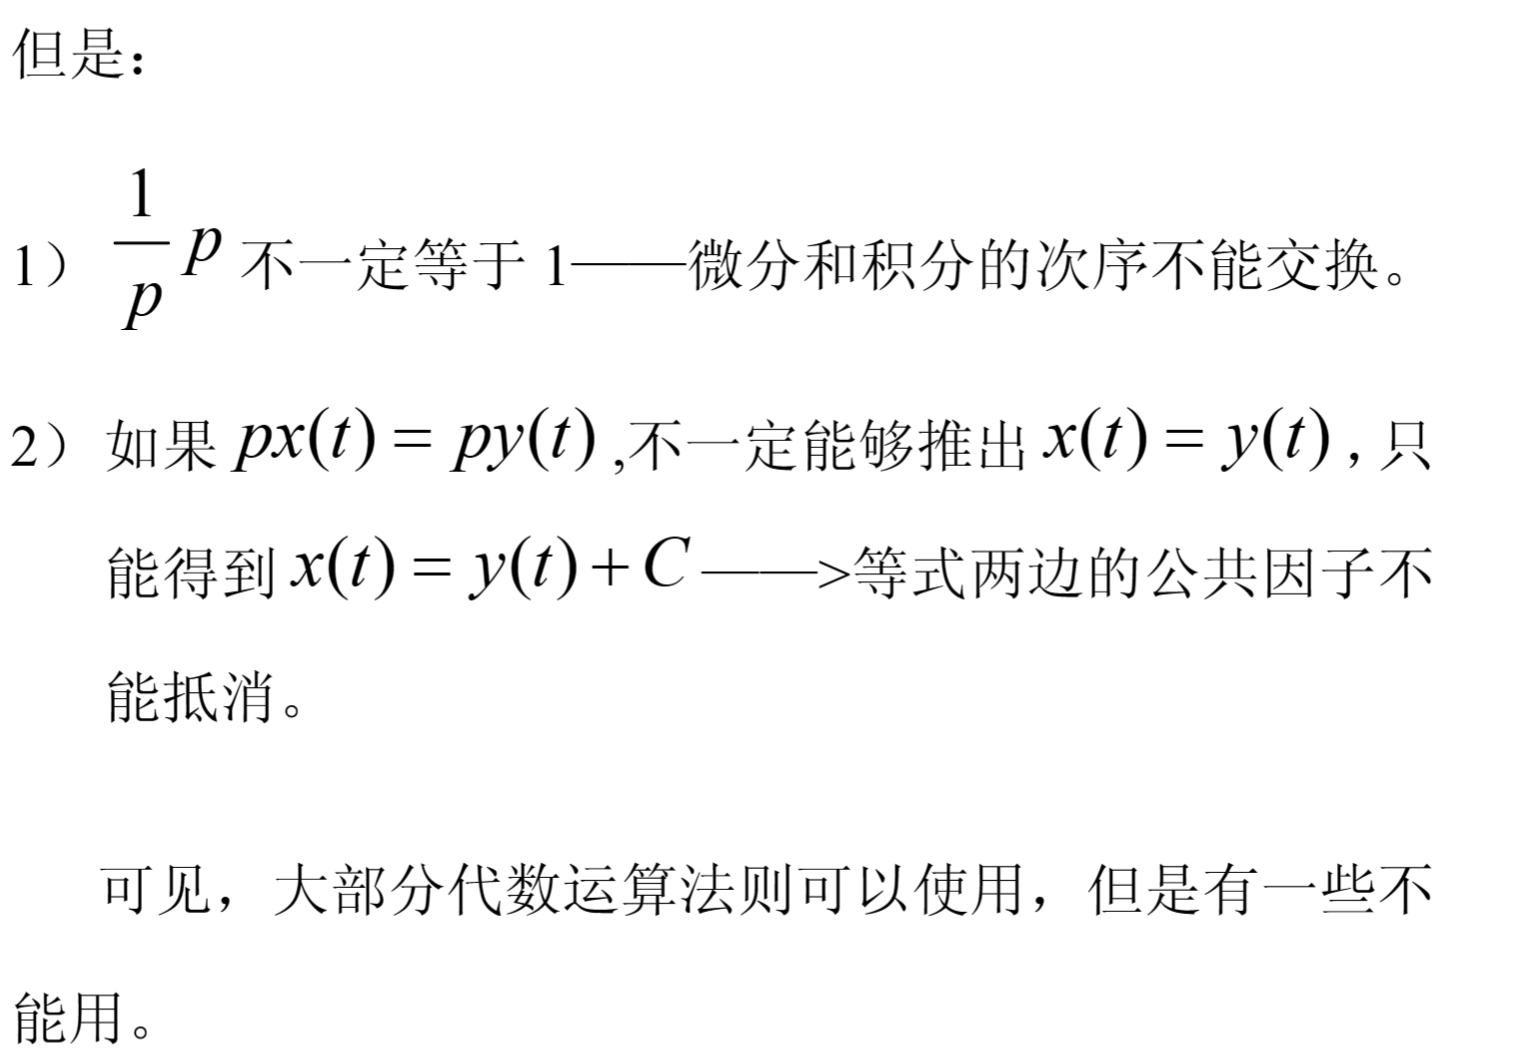 但是：
1） $\frac{1}{p}p$ 不一定等于 1——微分和积分的次序不能交换。
2） 如果 $px(t) = py(t)$ ,不一定能够推出 $x(t) = y(t)$ ，只
能得到 $x(t) = y(t) + C$ ——>等式两边的公共因子不
能抵消。
可见，大部分代数运算法则可以使用，但是有一些不
能用。